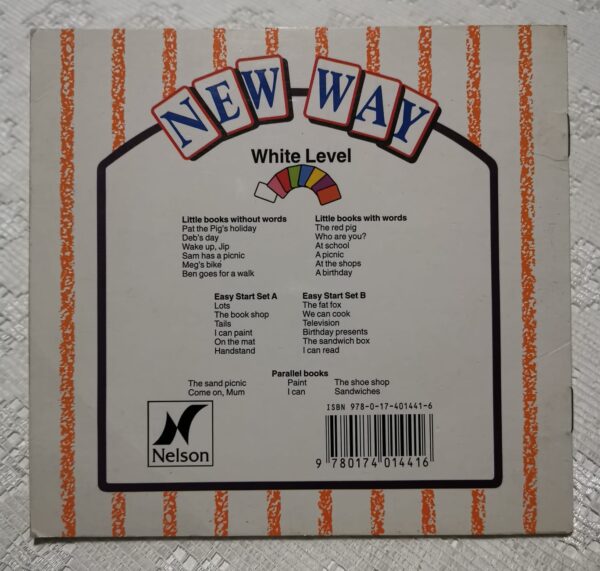 NEW WAY
White Level
Little books without words
Pat the Pig's holiday
Deb's day
Wake up, Jip
Sam has a picnic
Meg's bike
Ben goes for a walk
Little books with words
The red pig
Who are you?
At school
A picnic
At the shops
A birthday
Easy Start Set A
Lots
The book shop
Tails
I can paint
On the mat
Handstand
Easy Start Set B
The fat fox
We can cook
Television
Birthday presents
The sandwich box
I can read
Parallel books
The sand picnic
Come on, Mum
Paint
I can
The shoe shop
Sandwiches
Nelson
ISBN 978-0-17-401441-6
9 780174 014416